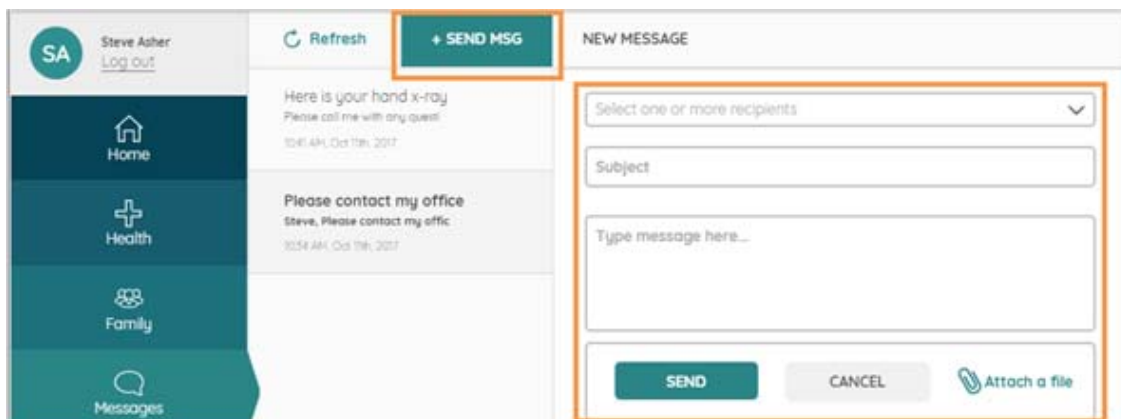 SA
Steve Asher
Log out
Home
Health
Family
Messages
Refresh
+ SEND MSG
Here is your hand x-ray
Please call me with any questi
10:41 AM, Oct 11th, 2017
Please contact my office
Steve, Please contact my offic
10:34 AM, Oct 11th, 2017
NEW MESSAGE
Select one or more recipients
Subject
Type message here...
SEND
CANCEL
Attach a file